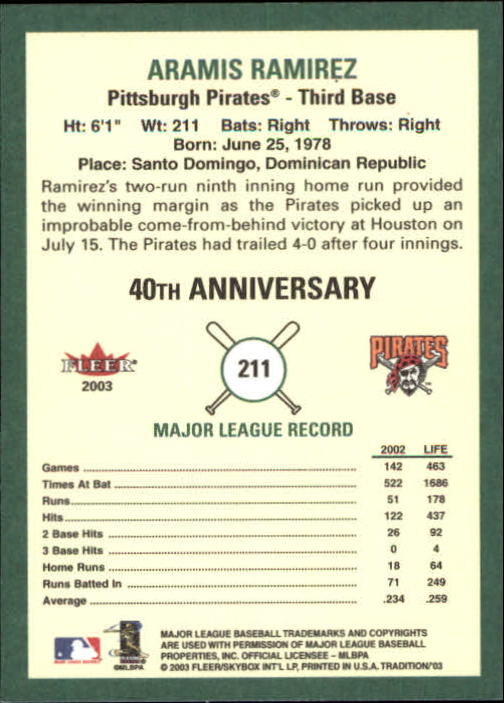 ARAMIS RAMIREZ
Pittsburgh Pirates® - Third Base
Ht: 6'1" Wt: 211 Bats: Right Throws: Right
Born: June 25, 1978
Place: Santo Domingo, Dominican Republic
Ramirez's two-run ninth inning home run provided
the winning margin as the Pirates picked up an
improbable come-from-behind victory at Houston on
July 15. The Pirates had trailed 4-0 after four innings.
40TH ANNIVERSARY
FLEER
2003
211
PIRATES
MAJOR LEAGUE RECORD
2002 LIFE
Games 142 463
Times At Bat 522 1686
Runs 51 178
Hits 122 437
2 Base Hits 26 92
3 Base Hits 0 4
Home Runs 18 64
Runs Batted In 71 249
Average .234 .259
©MLBPA
MAJOR LEAGUE BASEBALL TRADEMARKS AND COPYRIGHTS
ARE USED WITH PERMISSION OF MAJOR LEAGUE BASEBALL
PROPERTIES, INC. OFFICIAL LICENSEE - MLBPA
© 2003 FLEER/SKYBOX INT'L LP, PRINTED IN U.S.A. TRADITION/'03